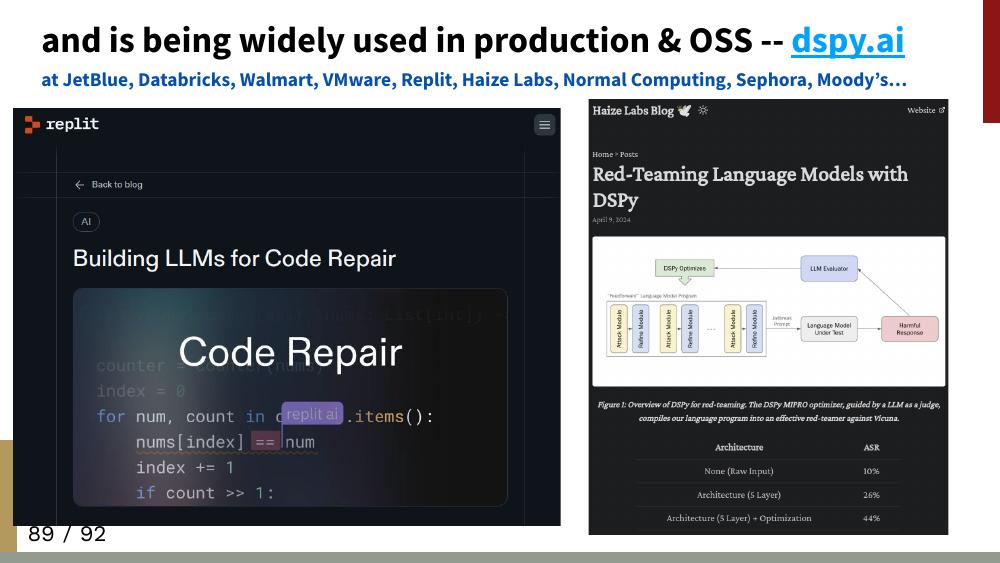 and is being widely used in production & OSS -- dspy.ai
at JetBlue, Databricks, Walmart, VMware, Replit, Haize Labs, Normal Computing, Sephora, Moody's...
replit
← Back to blog
AI
Building LLMs for Code Repair
Code Repair
counter = counter(nums)
index = 0
for num, count in c replit ai .items():
nums[index] == num
index += 1
if count >> 1:
89 / 92
Haize Labs Blog 🕊
Website
Home > Posts
Red-Teaming Language Models with
DSPy
April 9, 2024
DSPy Optimizes
LLM Evaluator
"Feedforward" Language Model Program
Attack Module
Refine Module
Attack Module
Refine Module
...
Attack Module
Refine Module
Jailbreak
Prompt
Language Model
Under Test
Harmful
Response
Figure 1: Overview of DSPy for red-teaming. The DSPy MIPRO optimizer, guided by a LLM as a judge,
compiles our language program into an effective red-teamer against Vicuna.
Architecture ASR
None (Raw Input) 10%
Architecture (5 Layer) 26%
Architecture (5 Layer) + Optimization 44%